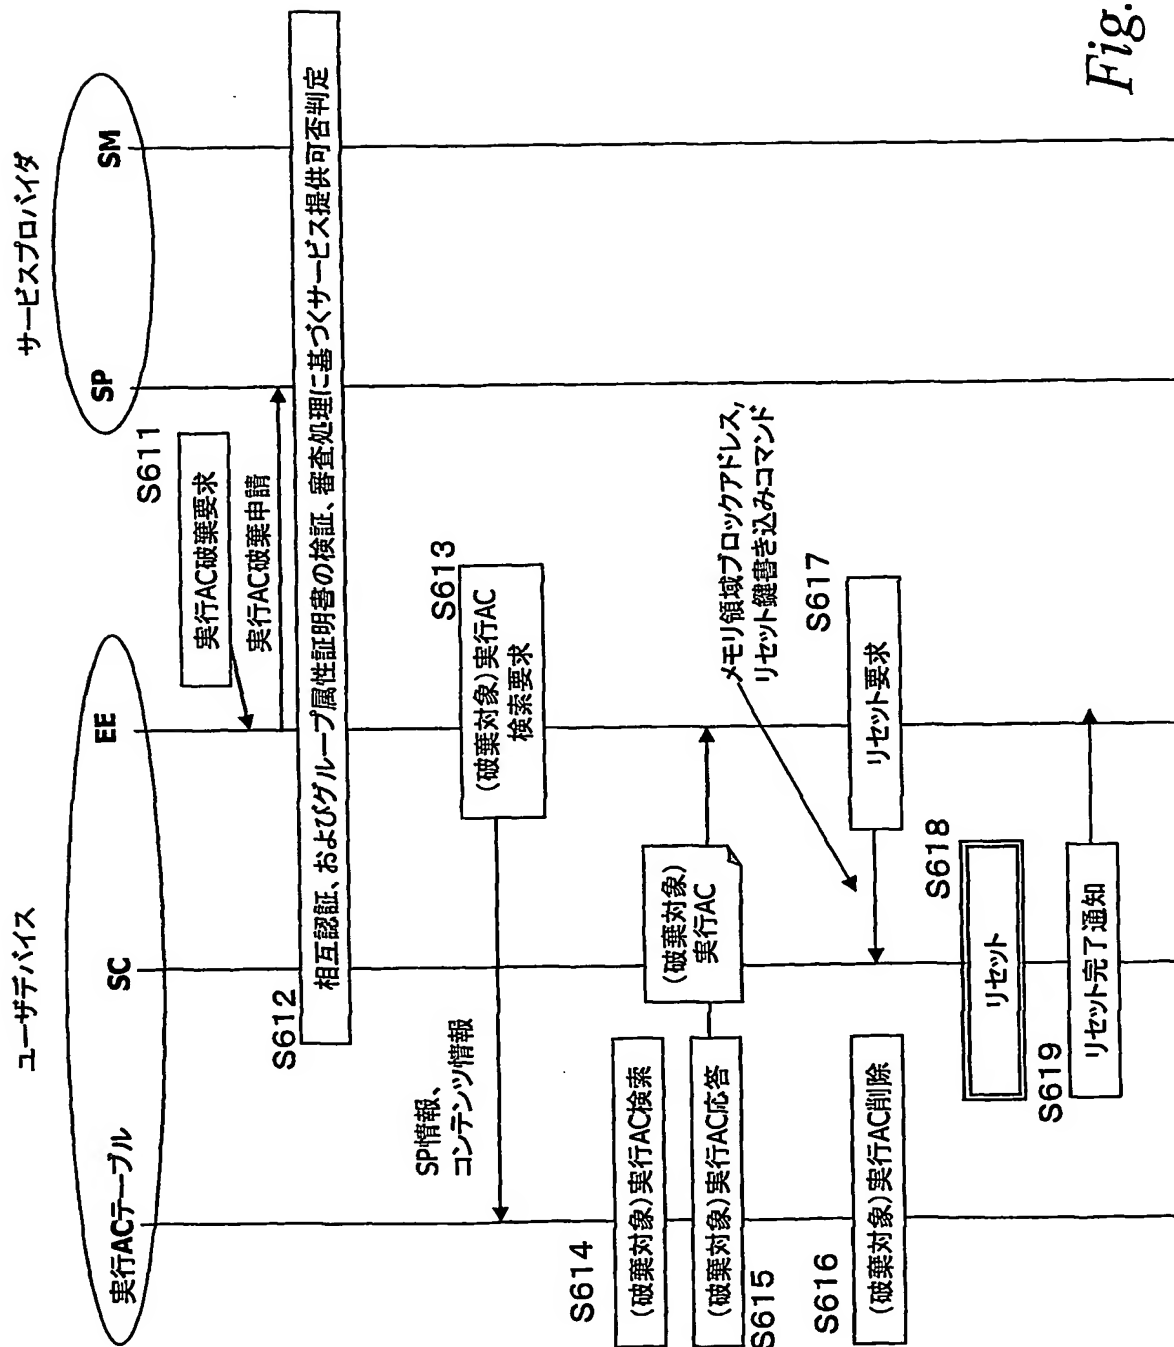 ユーザデバイス
サービスプロバイダ
実行ACテーブル
SC
EE
SP
SM
S611
実行AC破棄要求
実行AC破棄申請
S612
相互認証、およびグループ属性証明書の検証、審査処理に基づくサービス提供可否判定
S613
(破棄対象)実行AC
検索要求
SP情報、
コンテンツ情報
S614
(破棄対象)実行AC検索
(破棄対象)実行AC応答
S615
(破棄対象)
実行AC
S616
(破棄対象)実行AC削除
メモリ領域ブロックアドレス,
リセット鍵書き込みコマンド
S617
リセット要求
S618
リセット
S619
リセット完了通知
Fig.